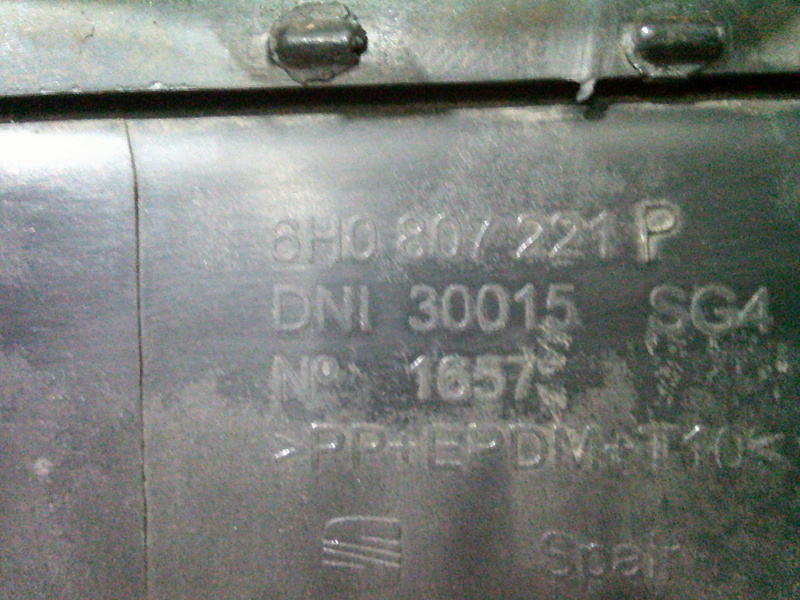 6H0 807 221 P
DNI 30015 SG4
Nº 1657
>PP+EPDM+T10<
Spain